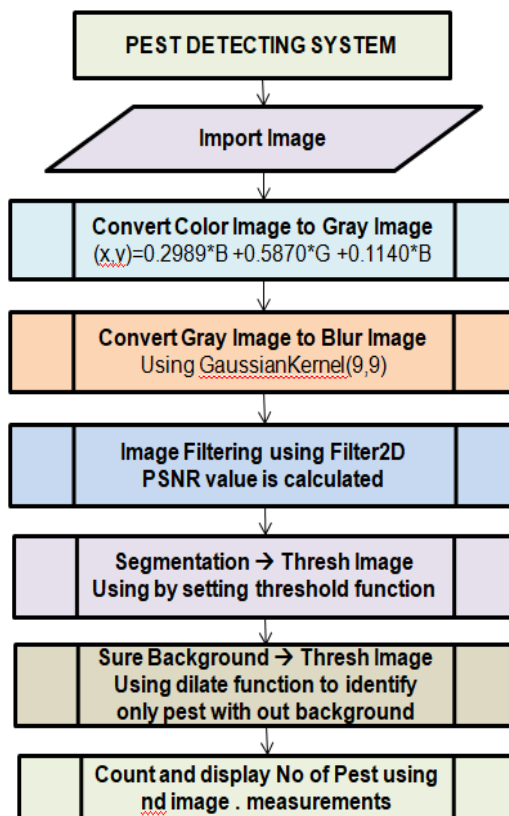 PEST DETECTING SYSTEM
Import Image
Convert Color Image to Gray Image
(x,y)=0.2989*B +0.5870*G +0.1140*B
Convert Gray Image to Blur Image
Using GaussianKernel(9,9)
Image Filtering using Filter2D
PSNR value is calculated
Segmentation → Thresh Image
Using by setting threshold function
Sure Background → Thresh Image
Using dilate function to identify
only pest with out background
Count and display No of Pest using
nd image . measurements